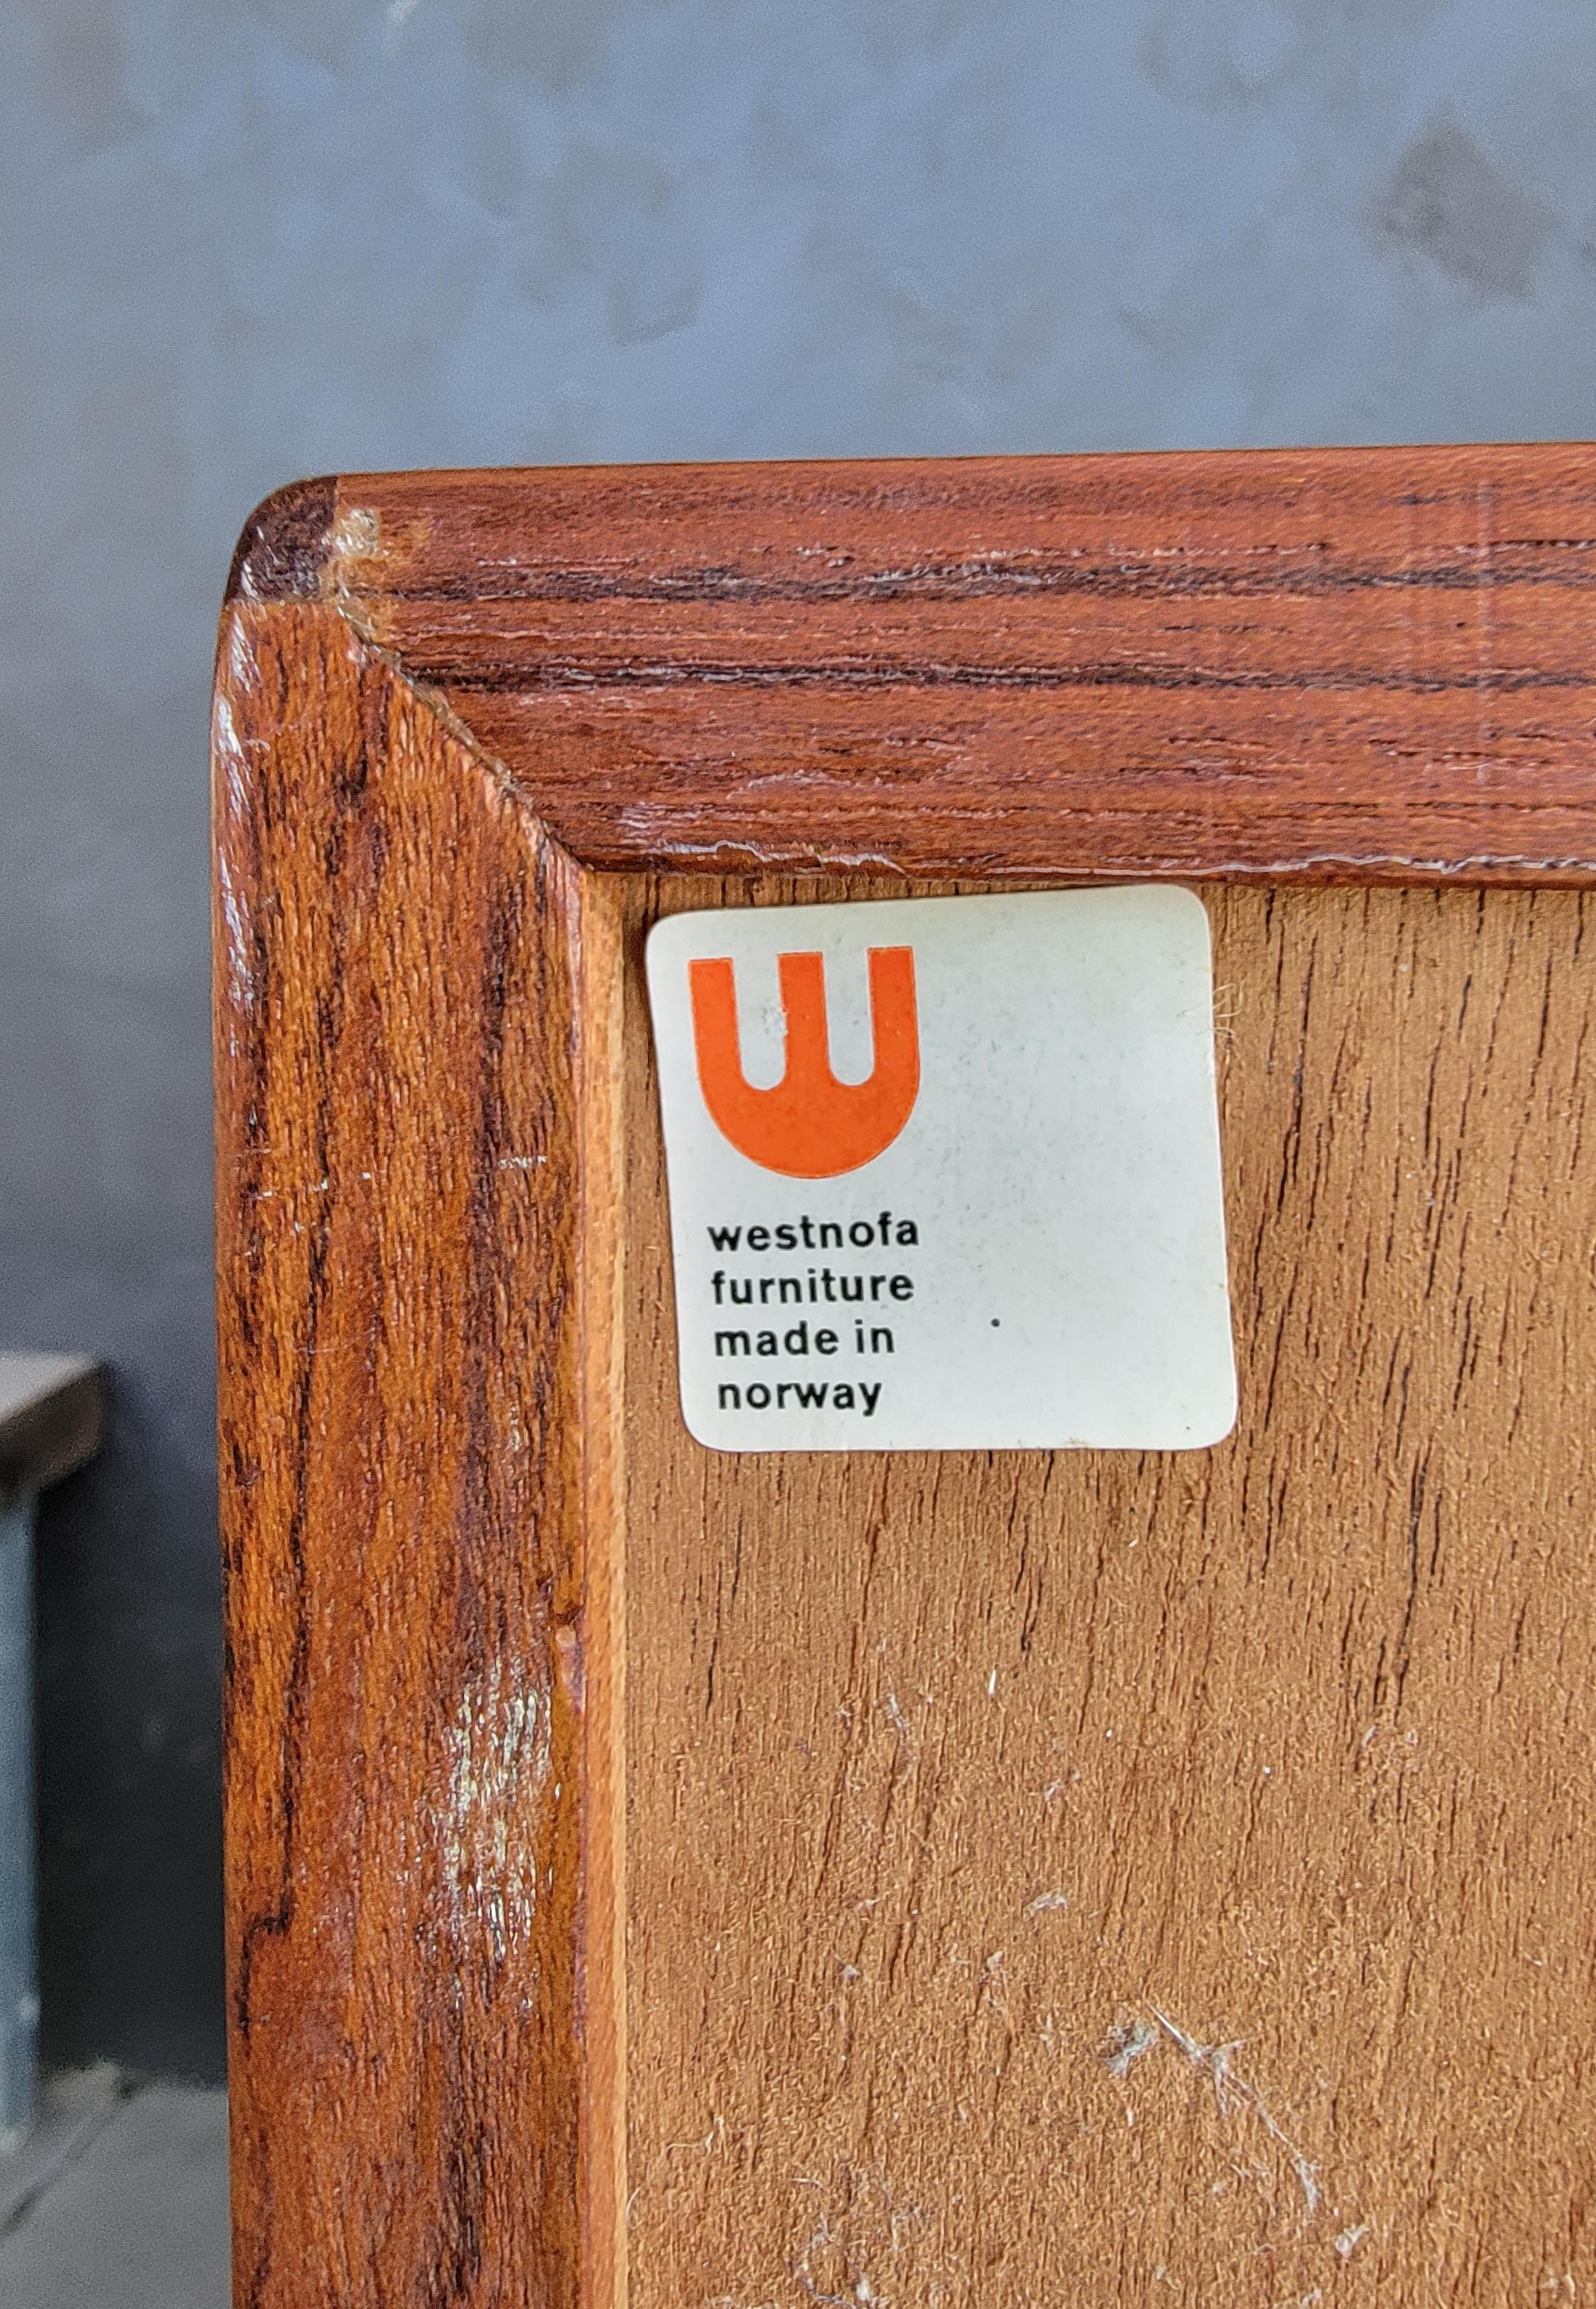 w
westnofa
furniture
made in
norway